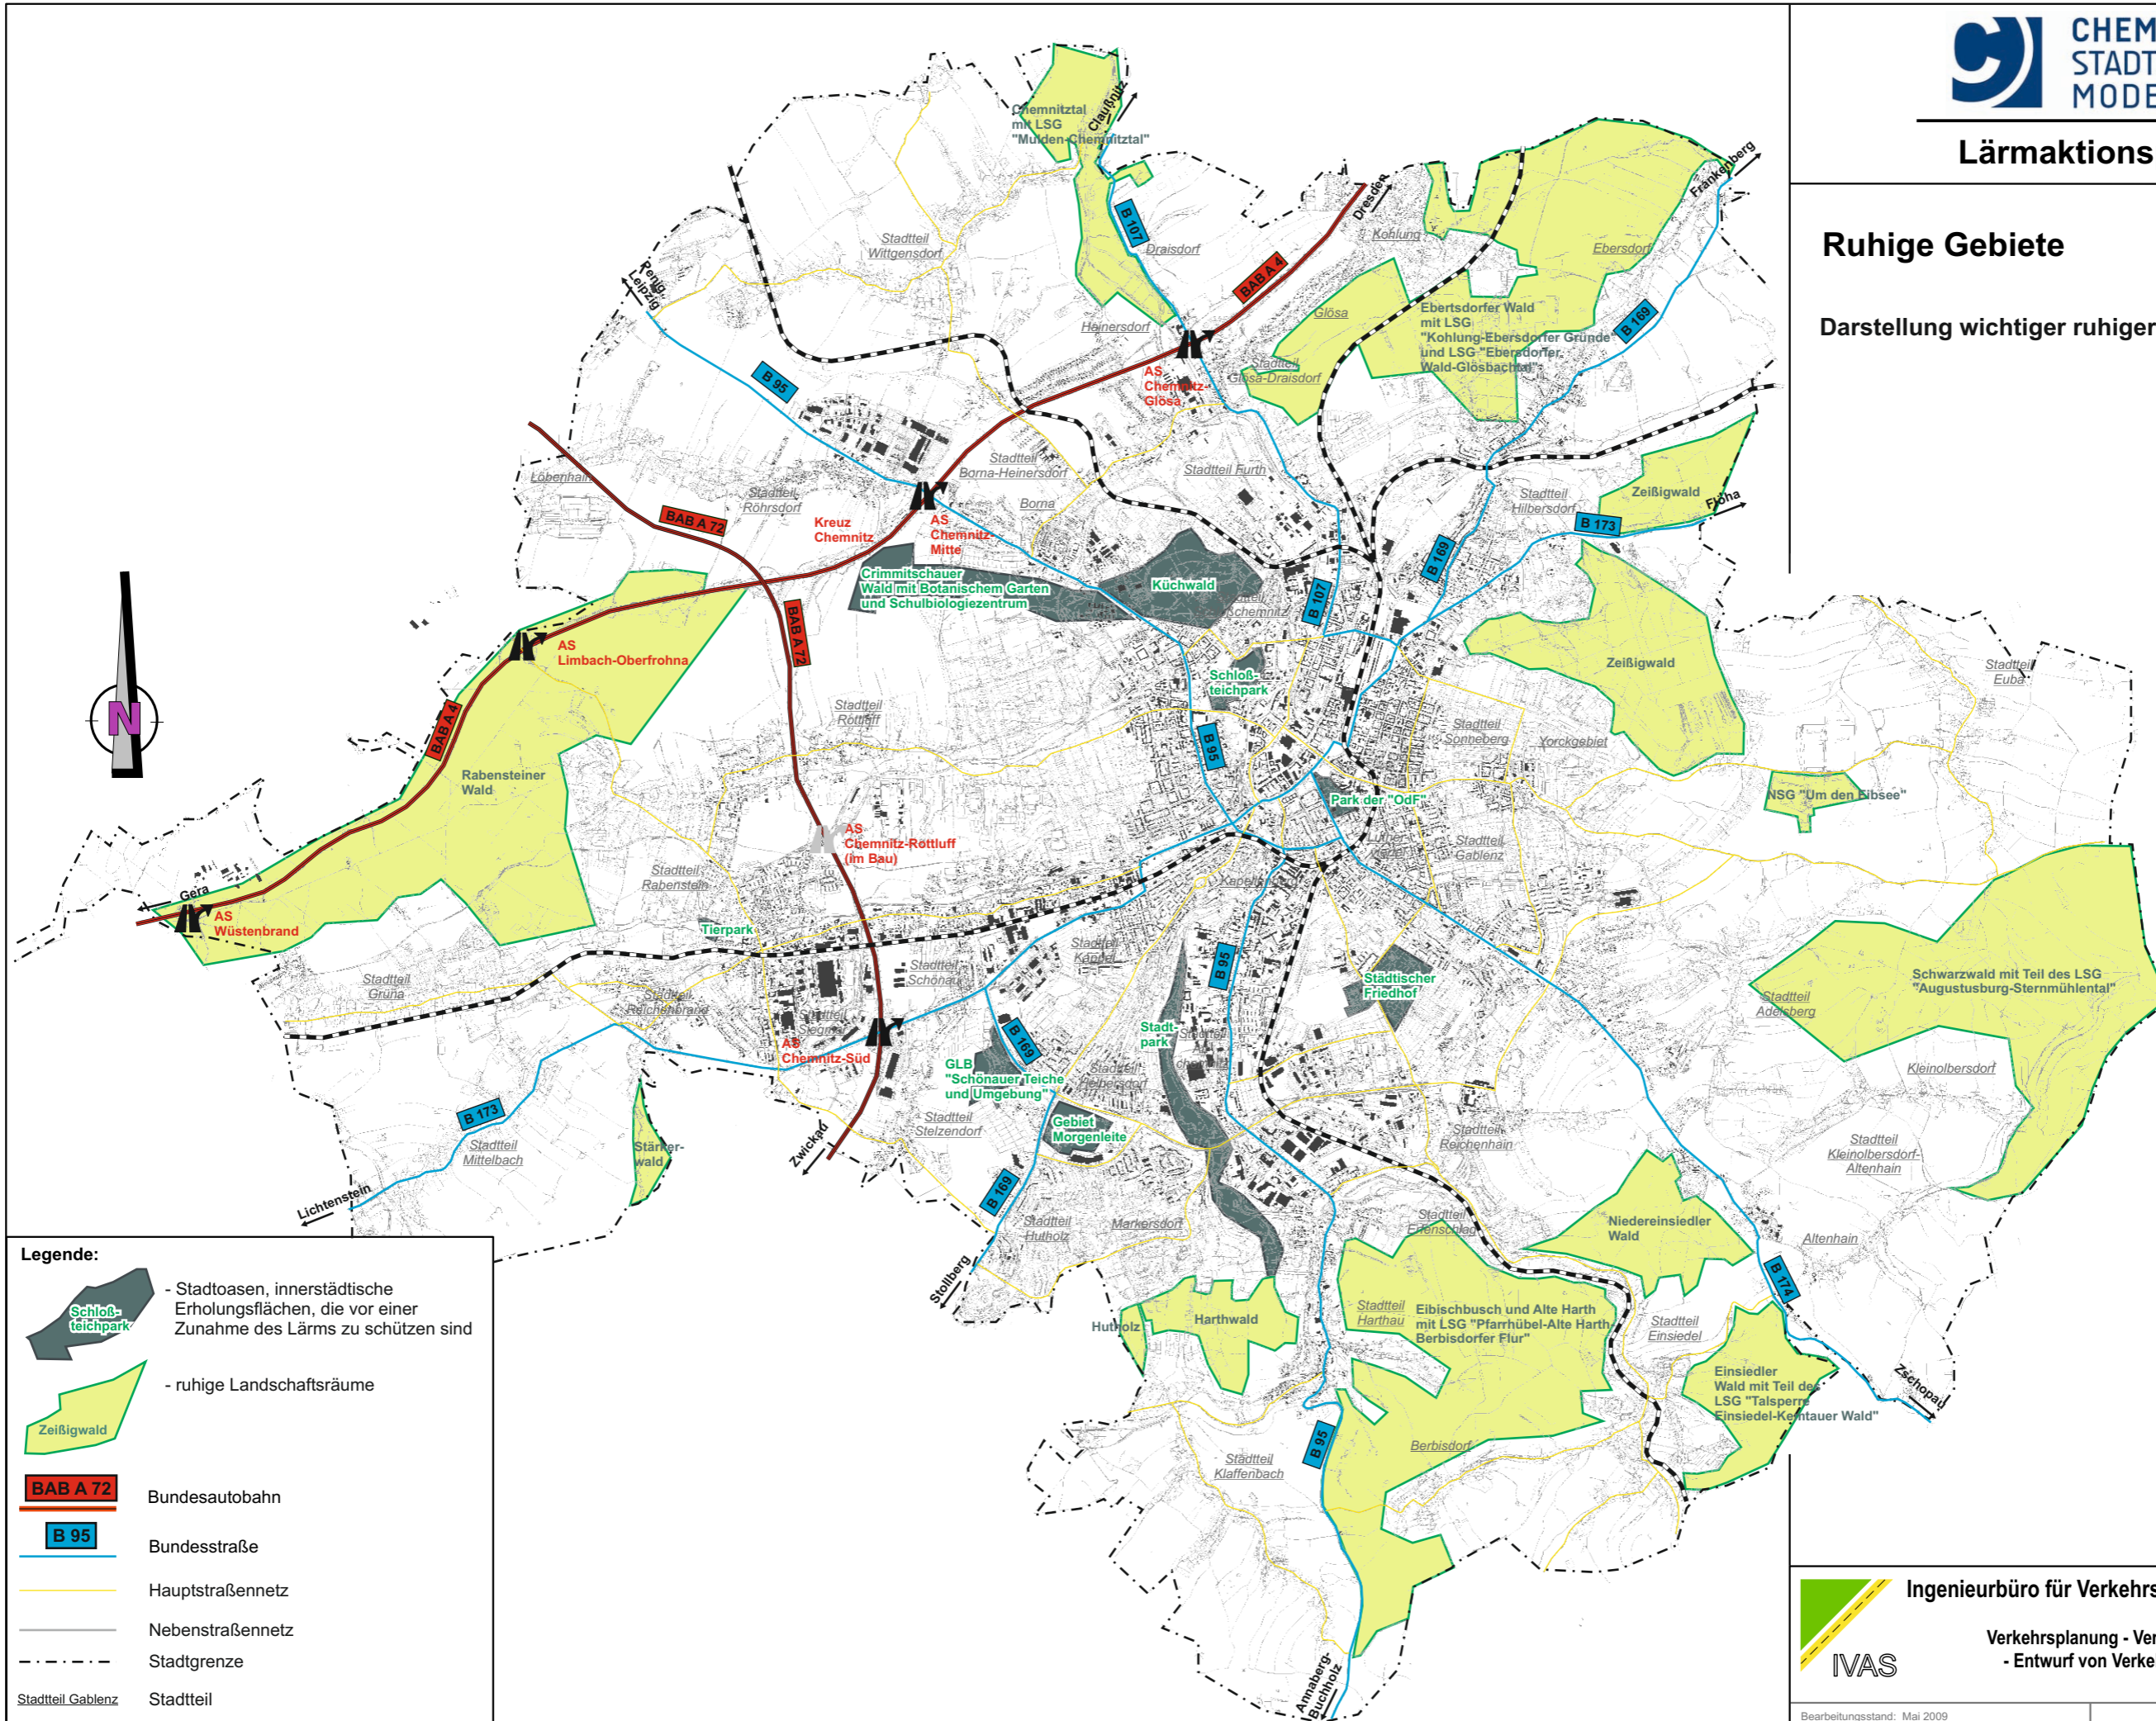 CHEM
STADT
MODE
Lärmaktions
Ruhige Gebiete
Darstellung wichtiger ruhiger
Chemnitztal
mit LSG
"Mulden-Chemnitztal"
Claußnitz
Frankenberg
Dresden
Kohlung
Ebersdorf
Stadtteil
Wittgensdorf
B 107
Draisdorf
BAB A 4
Penig,
Leipzig
Hainersdorf
Glösa
Ebertsdorfer Wald
mit LSG
"Kohlung-Ebersdorfer Gründe"
und LSG "Ebersdorfer
Wald-Glösbachtal"
B 169
B 95
AS
Chemnitz-
Glösa
Stadtteil
Glösa-Draisdorf
Löbenhain
Stadtteil
Röhrsdorf
Stadtteil
Borna-Heinersdorf
Borna
Stadtteil Furth
Stadtteil
Hilbersdorf
Zeißigwald
Flöha
B 173
BAB A 72
Kreuz
Chemnitz
AS
Chemnitz-
Mitte
Crimmitschauer
Wald mit Botanischem Garten
und Schulbiologiezentrum
Küchwald
B 107
B 169
BAB A 72
N
AS
Limbach-Oberfrohna
Zeißigwald
Stadtteil
Euba
Schloß-
teichpark
BAB A 4
Stadtteil
Röttluff
B 95
Stadtteil
Sonneberg
Yorckgebiet
Rabensteiner
Wald
Park der "OdF"
NSG "Um den Eibsee"
AS
Chemnitz-Röttluff
(im Bau)
Stadtteil
Gablenz
Stadtteil
Rabenstein
Kapellenberg
Gera
AS
Wüstenbrand
Tierpark
Stadtteil
Kappel
Stadtteil
Schönau
B 95
Städtischer
Friedhof
Schwarzwald mit Teil des LSG
"Augustusburg-Sternmühlental"
Stadtteil
Adelsberg
Stadtteil
Grüna
Stadtteil
Reichenbrand
Stadtteil
Siegmar
AS
Chemnitz-Süd
B 169
Stadt-
park
GLB
"Schönauer Teiche
und Umgebung"
Stadtteil
Helbersdorf
Kleinolbersdorf
B 173
Stadtteil
Mittelbach
Stärker-
wald
Zwickau
Stadtteil
Stelzendorf
Gebiet
Morgenleite
Stadtteil
Reichenhain
Stadtteil
Kleinolbersdorf-
Altenhain
Lichtenstein
B 169
Stadtteil
Hutholz
Markersdorf
Stadtteil
Erfenschlag
Niedereinsiedler
Wald
Altenhain
B 174
Stollberg
Hutholz
Harthwald
Stadtteil
Harthau
Eibischbusch und Alte Harth
mit LSG "Pfarrhübel-Alte Harth,
Berbisdorfer Flur"
Stadtteil
Einsiedel
Einsiedler
Wald mit Teil des
LSG "Talsperre
Einsiedel-Kemtauer Wald"
Zschopau
B 95
Berbisdorf
Stadtteil
Klaffenbach
Annaberg-
Buchholz
Legende:
Schloß-
teichpark
- Stadtoasen, innerstädtische
Erholungsflächen, die vor einer
Zunahme des Lärms zu schützen sind
Zeißigwald
- ruhige Landschaftsräume
BAB A 72
Bundesautobahn
B 95
Bundesstraße
Hauptstraßennetz
Nebenstraßennetz
Stadtgrenze
Stadtteil Gablenz
Stadtteil
Ingenieurbüro für Verkehrs
Verkehrsplanung - Ver
- Entwurf von Verke
IVAS
Bearbeitungsstand: Mai 2009